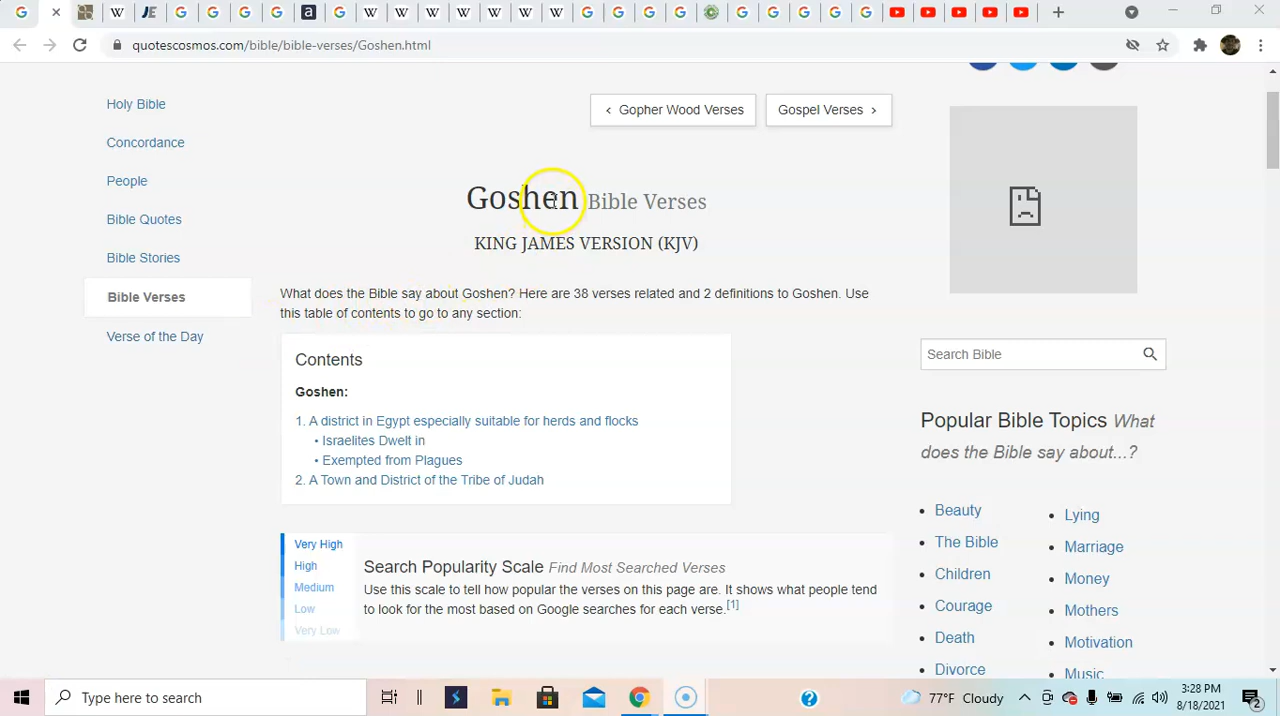 quotescosmos.com/bible/bible-verses/Goshen.html
Holy Bible
Concordance
People
Bible Quotes
Bible Stories
Bible Verses
Verse of the Day
‹ Gopher Wood Verses
Gospel Verses ›
Goshen Bible Verses
KING JAMES VERSION (KJV)
What does the Bible say about Goshen? Here are 38 verses related and 2 definitions to Goshen. Use
this table of contents to go to any section:
Contents
Goshen:
1. A district in Egypt especially suitable for herds and flocks
• Israelites Dwelt in
• Exempted from Plagues
2. A Town and District of the Tribe of Judah
Very High
High
Medium
Low
Very Low
Search Popularity Scale Find Most Searched Verses
Use this scale to tell how popular the verses on this page are. It shows what people tend
to look for the most based on Google searches for each verse.[1]
Search Bible
Popular Bible Topics What
does the Bible say about...?
• Beauty
• The Bible
• Children
• Courage
• Death
• Divorce
• Lying
• Marriage
• Money
• Mothers
• Motivation
• Music
Type here to search
77°F Cloudy
3:28 PM
8/18/2021
2